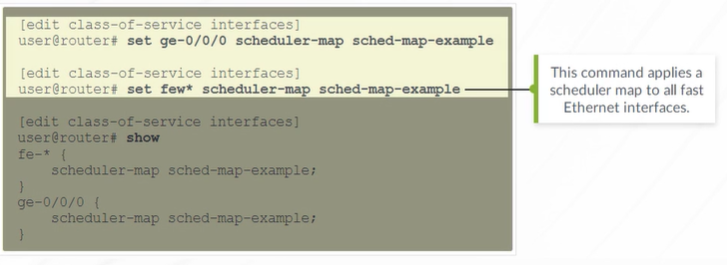 [edit class-of-service interfaces]
user@router# set ge-0/0/0 scheduler-map sched-map-example
[edit class-of-service interfaces]
user@router# set few* scheduler-map sched-map-example
This command applies a
scheduler map to all fast
Ethernet interfaces.
[edit class-of-service interfaces]
user@router# show
fe-* {
scheduler-map sched-map-example;
}
ge-0/0/0 {
scheduler-map sched-map-example;
}